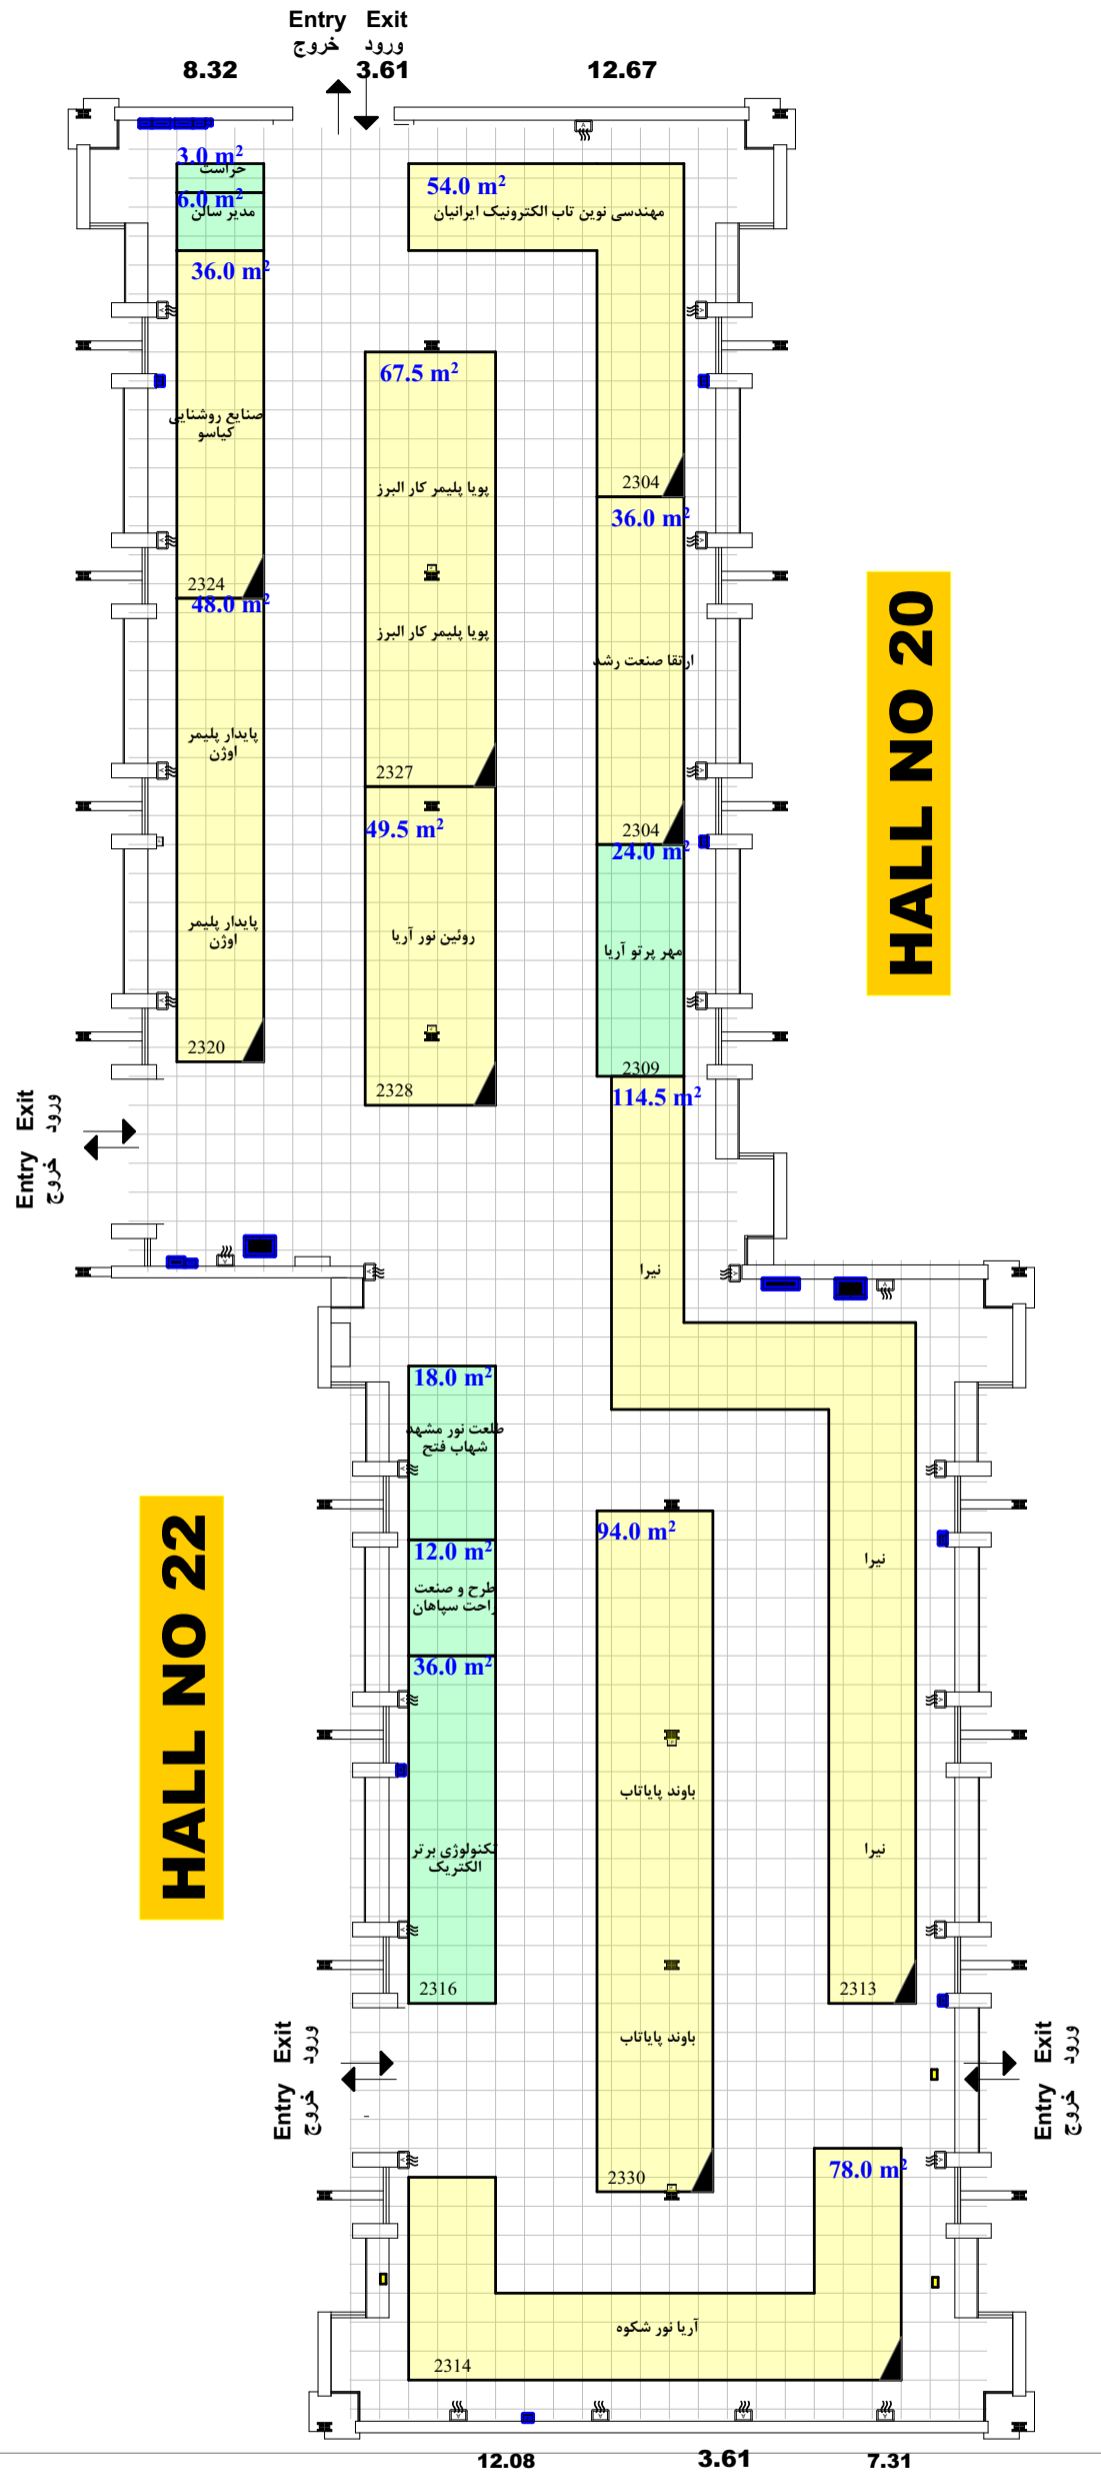 Entry Exit
خروج ورود
8.32 3.61 12.67
3.0 m²
حراست
6.0 m²
مدیر سالن
36.0 m²
صنایع روشنایی
کیاسو
2324
48.0 m²
پایدار پلیمر
اوژن
پایدار پلیمر
اوژن
2320
67.5 m²
پویا پلیمر کار البرز
پویا پلیمر کار البرز
2327
49.5 m²
روئین نور آریا
2328
54.0 m²
مهندسی نوین تاب الکترونیک ایرانیان
2304
36.0 m²
ارتقا صنعت رشد
2304
24.0 m²
مهر پرتو آریا
2309
114.5 m²
نیرا
نیرا
نیرا
2313
HALL NO 20
Entry Exit
خروج ورود
18.0 m²
طلعت نور مشهد
شهاب فتح
12.0 m²
طرح و صنعت
راحت سپاهان
36.0 m²
تکنولوژی برتر
الکتریک
2316
94.0 m²
باوند پایاتاب
باوند پایاتاب
2330
HALL NO 22
Entry Exit
خروج ورود
Entry Exit
خروج ورود
78.0 m²
آریا نور شکوه
2314
12.08 3.61 7.31